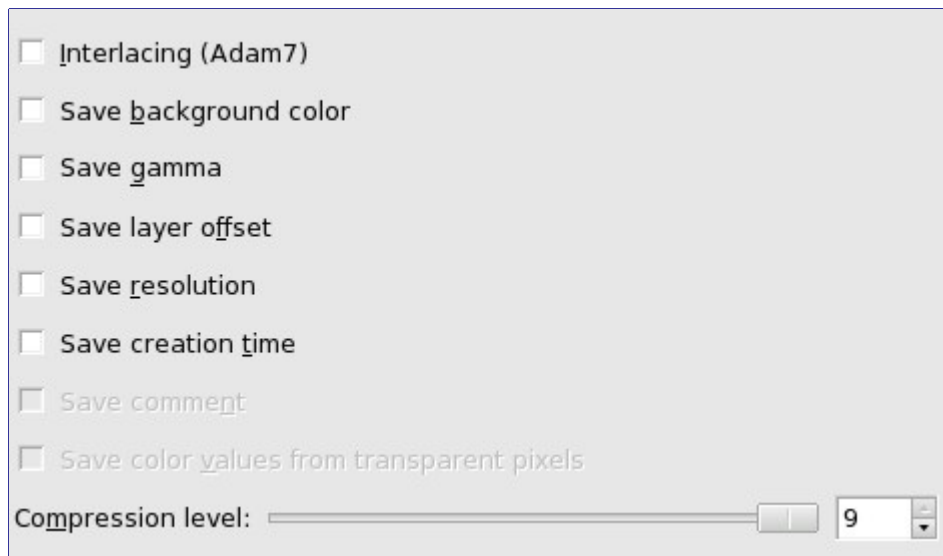 Interlacing (Adam7)
Save background color
Save gamma
Save layer offset
Save resolution
Save creation time
Save comment
Save color values from transparent pixels
Compression level: 9